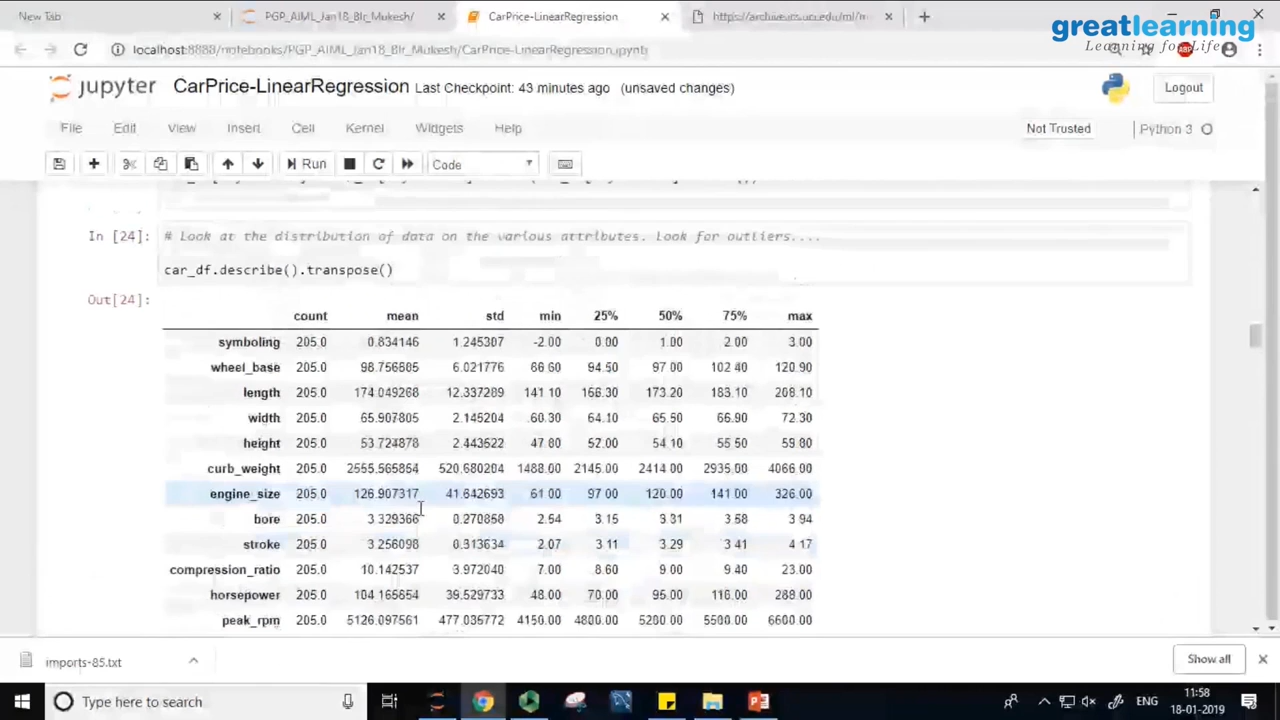 New Tab
PGP_AIML_Jan18_Blr_Mukesh/
CarPrice-LinearRegression
greatlearning
Learning for Life
localhost:8888/notebooks/PGP_AIML_Jan18_Blr_Mukesh/CarPrice-LinearRegression.ipynb
ABP
jupyter CarPrice-LinearRegression Last Checkpoint: 43 minutes ago (unsaved changes)
Logout
File Edit View Insert Cell Kernel Widgets Help
Not Trusted
Python 3
Run
Code
In [24]: # Look at the distribution of data on the various attributes. look for outliers....
car_df.describe().transpose()
Out[24]:
count mean std min 25% 50% 75% max
symboling 205.0 0.834146 1.245307 -2.00 0.00 1.00 2.00 3.00
wheel_base 205.0 98.756585 6.021776 86.60 94.50 97.00 102.40 120.90
length 205.0 174.049268 12.337289 141.10 166.30 173.20 183.10 208.10
width 205.0 65.907805 2.145204 60.30 64.10 65.50 66.90 72.30
height 205.0 53.724878 2.443522 47.80 52.00 54.10 55.50 59.80
curb_weight 205.0 2555.565854 520.680204 1488.00 2145.00 2414.00 2935.00 4066.00
engine_size 205.0 126.907317 41.642693 61.00 97.00 120.00 141.00 326.00
bore 205.0 3.329366 0.270858 2.54 3.15 3.31 3.58 3.94
stroke 205.0 3.256098 0.313634 2.07 3.11 3.29 3.41 4.17
compression_ratio 205.0 10.142537 3.972040 7.00 8.60 9.00 9.40 23.00
horsepower 205.0 104.165854 39.529733 48.00 70.00 95.00 116.00 288.00
peak_rpm 205.0 5126.097561 477.035772 4150.00 4800.00 5200.00 5500.00 6600.00
imports-85.txt
Show all
Type here to search
ENG
11:58
18-01-2019